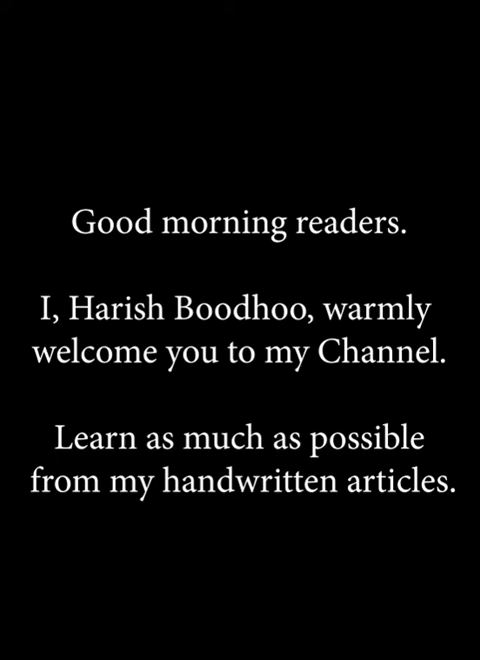 Good morning readers.
I, Harish Boodhoo, warmly
welcome you to my Channel.
Learn as much as possible
from my handwritten articles.